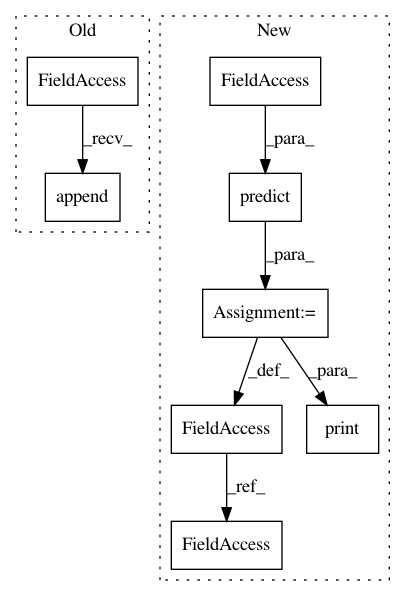 Old
New
FieldAccess
FieldAccess
_recv_
_para_
append
predict
_para_
Assignment:=
_def_
_para_
FieldAccess
print
_ref_
FieldAccess